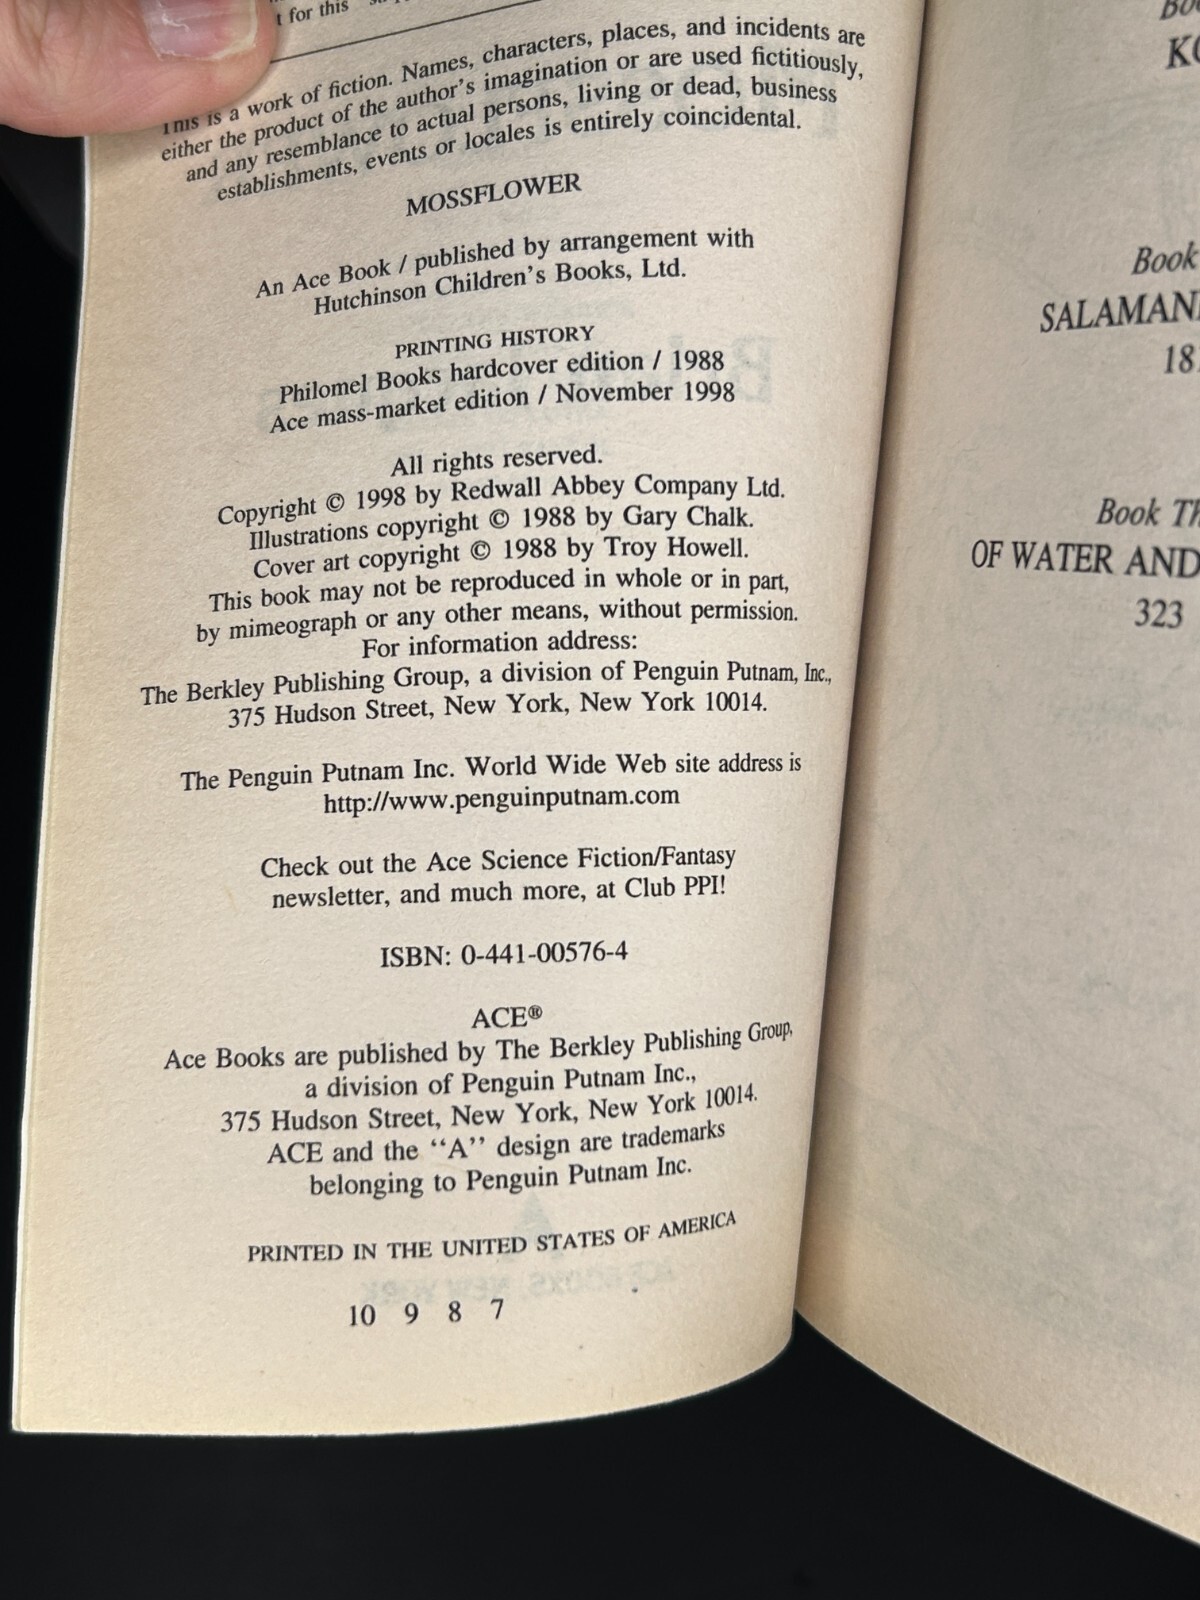 t for this
This is a work of fiction. Names, characters, places, and incidents are
either the product of the author's imagination or are used fictitiously,
and any resemblance to actual persons, living or dead, business
establishments, events or locales is entirely coincidental.
MOSSFLOWER
An Ace Book / published by arrangement with
Hutchinson Children's Books, Ltd.
PRINTING HISTORY
Philomel Books hardcover edition / 1988
Ace mass-market edition / November 1998
All rights reserved.
Copyright © 1998 by Redwall Abbey Company Ltd.
Illustrations copyright © 1988 by Gary Chalk.
Cover art copyright © 1988 by Troy Howell.
This book may not be reproduced in whole or in part,
by mimeograph or any other means, without permission.
For information address:
The Berkley Publishing Group, a division of Penguin Putnam, Inc.,
375 Hudson Street, New York, New York 10014.
The Penguin Putnam Inc. World Wide Web site address is
http://www.penguinputnam.com
Check out the Ace Science Fiction/Fantasy
newsletter, and much more, at Club PPI!
ISBN: 0-441-00576-4
ACE®
Ace Books are published by The Berkley Publishing Group,
a division of Penguin Putnam Inc.,
375 Hudson Street, New York, New York 10014.
ACE and the "A" design are trademarks
belonging to Penguin Putnam Inc.
PRINTED IN THE UNITED STATES OF AMERICA
10 9 8 7
Book
SALAMAN
18
Book Th
OF WATER AND
323